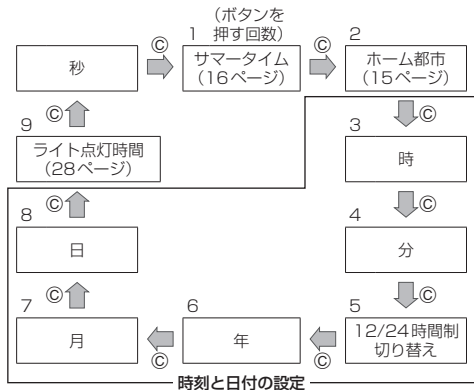 (ボタンを
押す回数)
秒
Ⓒ
1
サマータイム
(16ページ)
Ⓒ
2
ホーム都市
(15ページ)
Ⓒ
3
時
Ⓒ
4
分
Ⓒ
5
12/24時間制
切り替え
Ⓒ
6
年
Ⓒ
7
月
Ⓒ
8
日
Ⓒ
9
ライト点灯時間
(28ページ)
Ⓒ
時刻と日付の設定